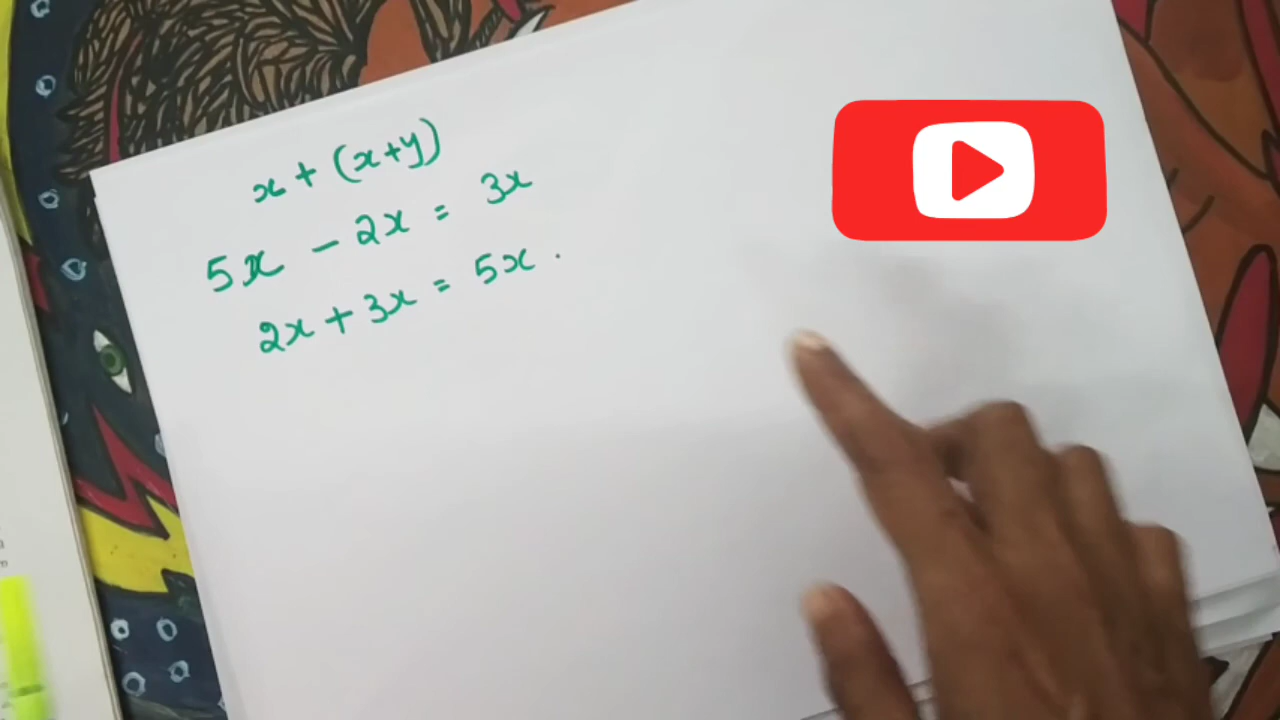 x + (x+y)
5x - 2x = 3x
2x + 3x = 5x .